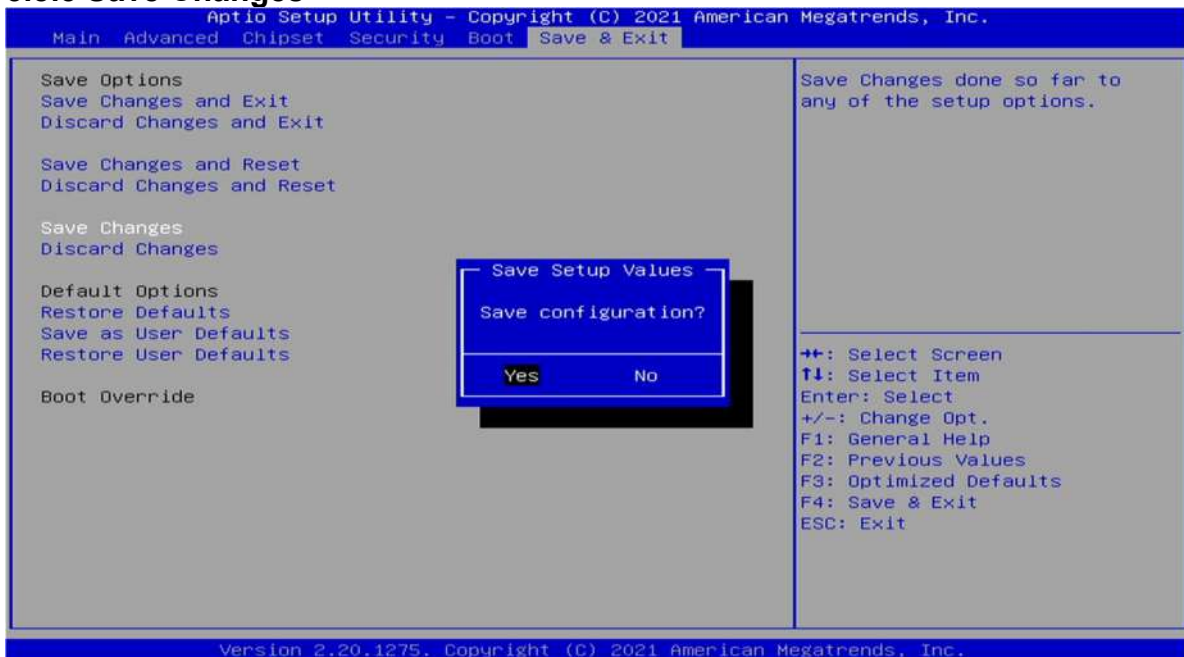 Save Changes
Aptio Setup Utility – Copyright (C) 2021 American Megatrends, Inc.
Main Advanced Chipset Security Boot Save & Exit
Save Options
Save Changes and Exit
Discard Changes and Exit
Save Changes and Reset
Discard Changes and Reset
Save Changes
Discard Changes
Default Options
Restore Defaults
Save as User Defaults
Restore User Defaults
Boot Override
Save Setup Values
Save configuration?
Yes No
Save Changes done so far to
any of the setup options.
→←: Select Screen
↑↓: Select Item
Enter: Select
+/-: Change Opt.
F1: General Help
F2: Previous Values
F3: Optimized Defaults
F4: Save & Exit
ESC: Exit
Version 2.20.1275. Copyright (C) 2021 American Megatrends, Inc.